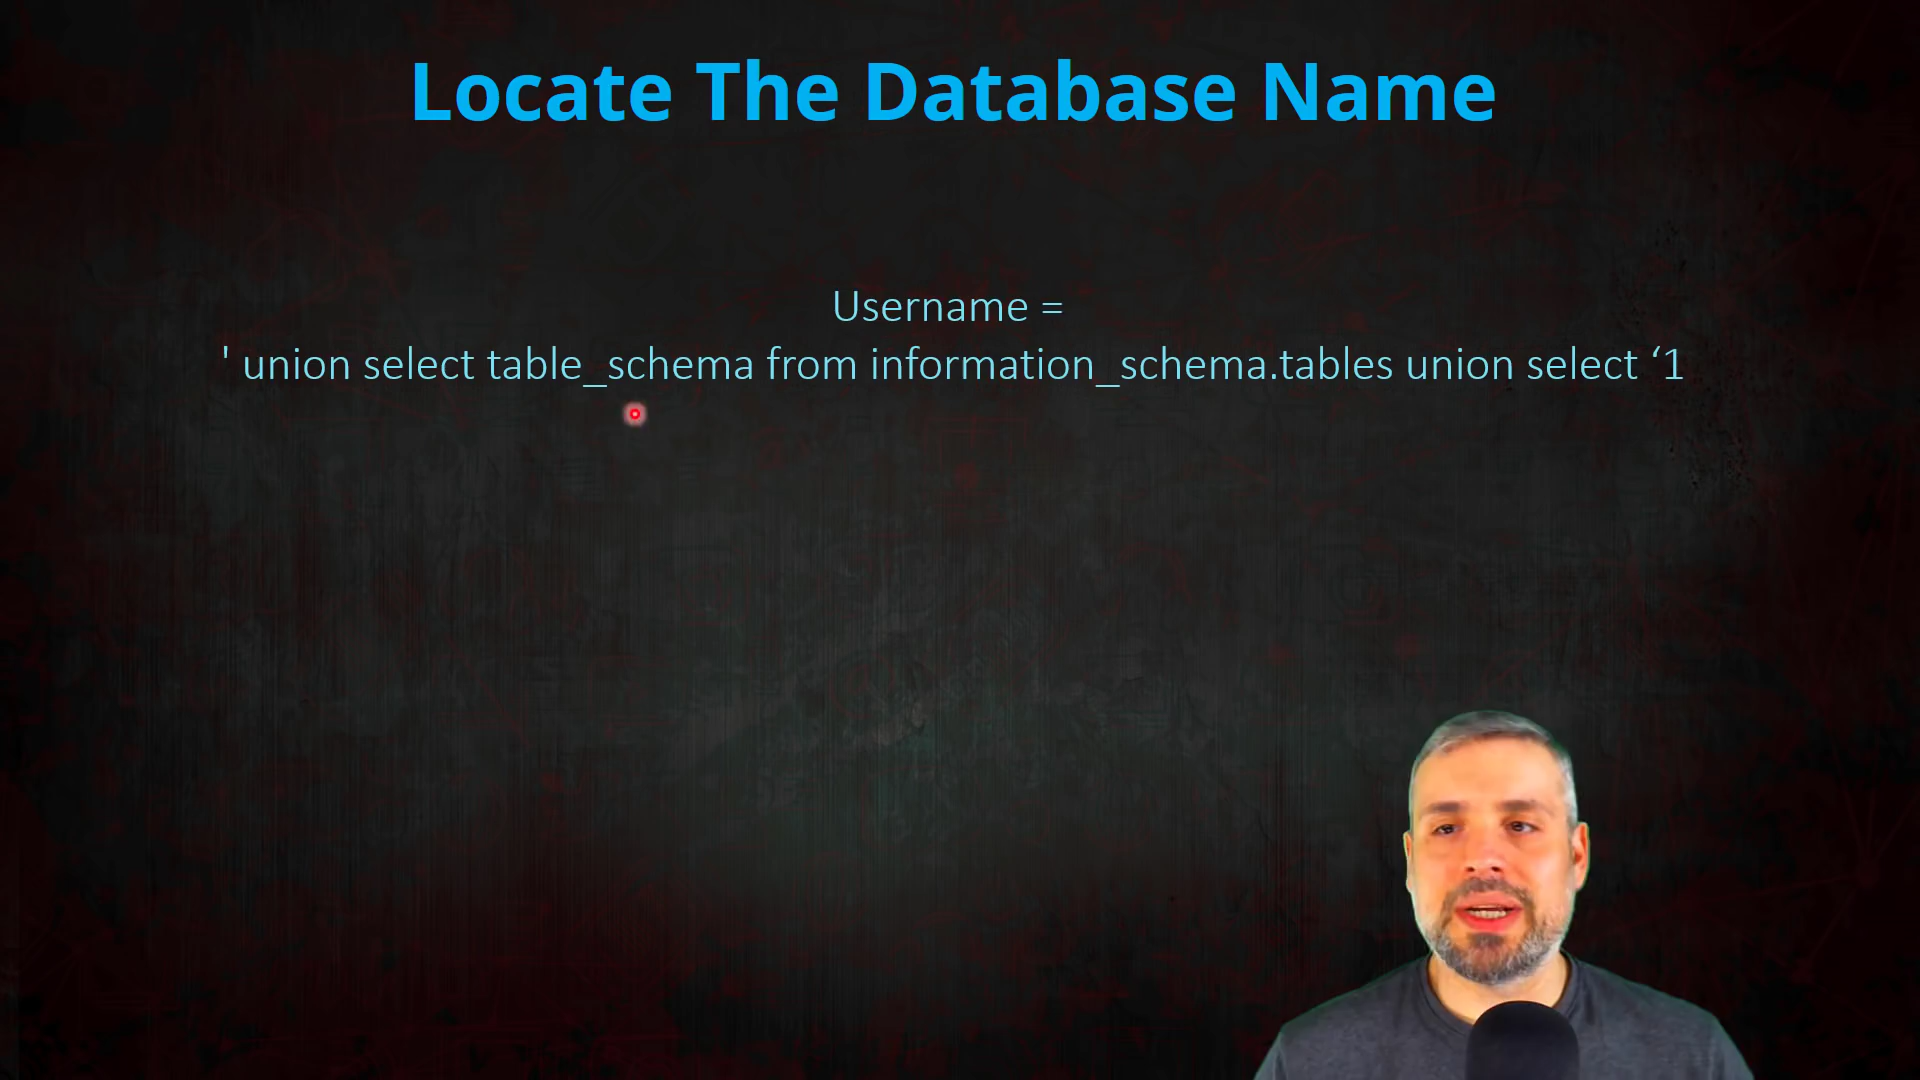 Locate The Database Name
Username =
' union select table_schema from information_schema.tables union select ‘1